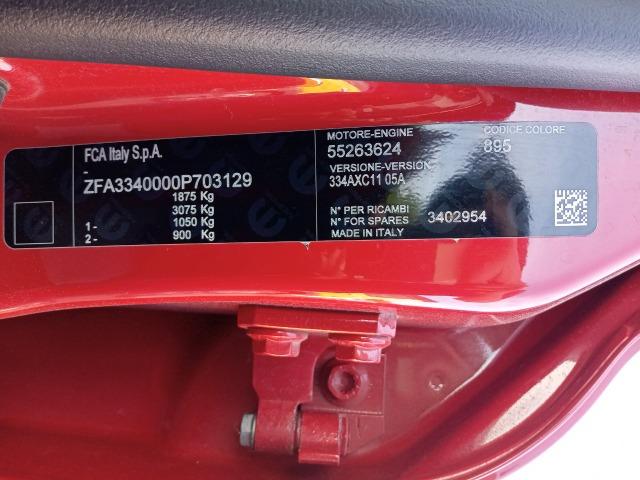 FCA Italy S.p.A.
-
ZFA3340000P703129
1875 Kg
3075 Kg
1- 1050 Kg
2- 900 Kg
MOTORE-ENGINE
55263624
VERSIONE-VERSION
334AXC11 05A
N° PER RICAMBI
N° FOR SPARES 3402954
MADE IN ITALY
CODICE COLORE
895